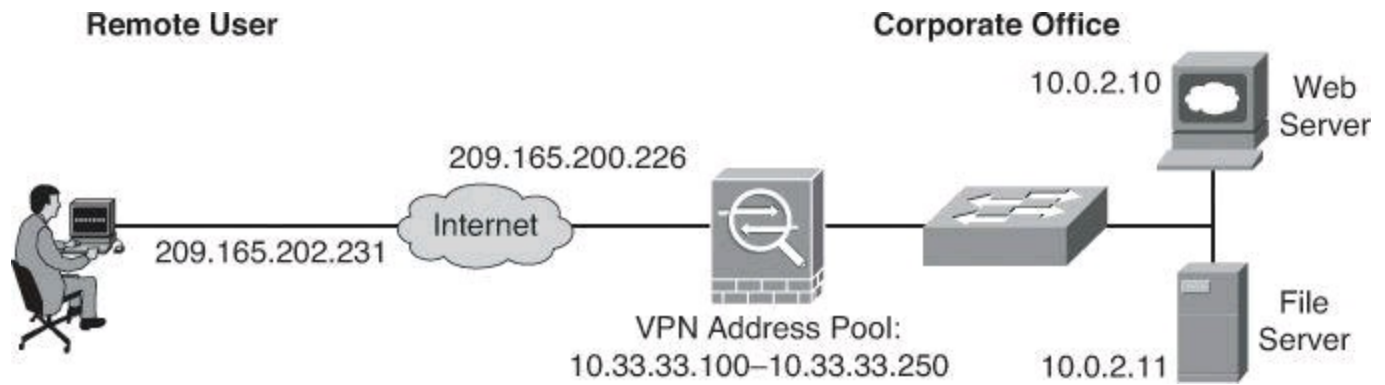 Remote User
Corporate Office
10.0.2.10
Web
Server
209.165.200.226
Internet
209.165.202.231
VPN Address Pool:
10.33.33.100–10.33.33.250
File
Server
10.0.2.11